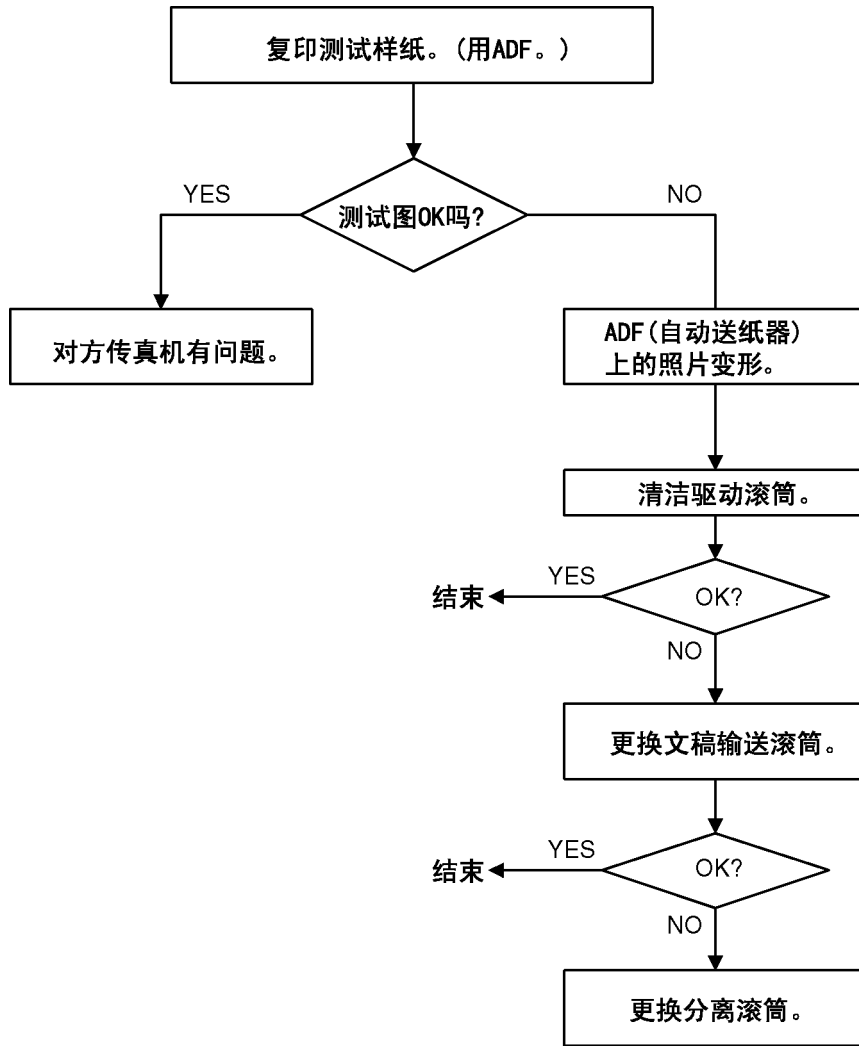 复印测试样纸。(用ADF。)
测试图OK吗?
YES
NO
对方传真机有问题。
ADF(自动送纸器)
上的照片变形。
清洁驱动滚筒。
OK?
YES
结束
NO
更换文稿输送滚筒。
OK?
YES
结束
NO
更换分离滚筒。